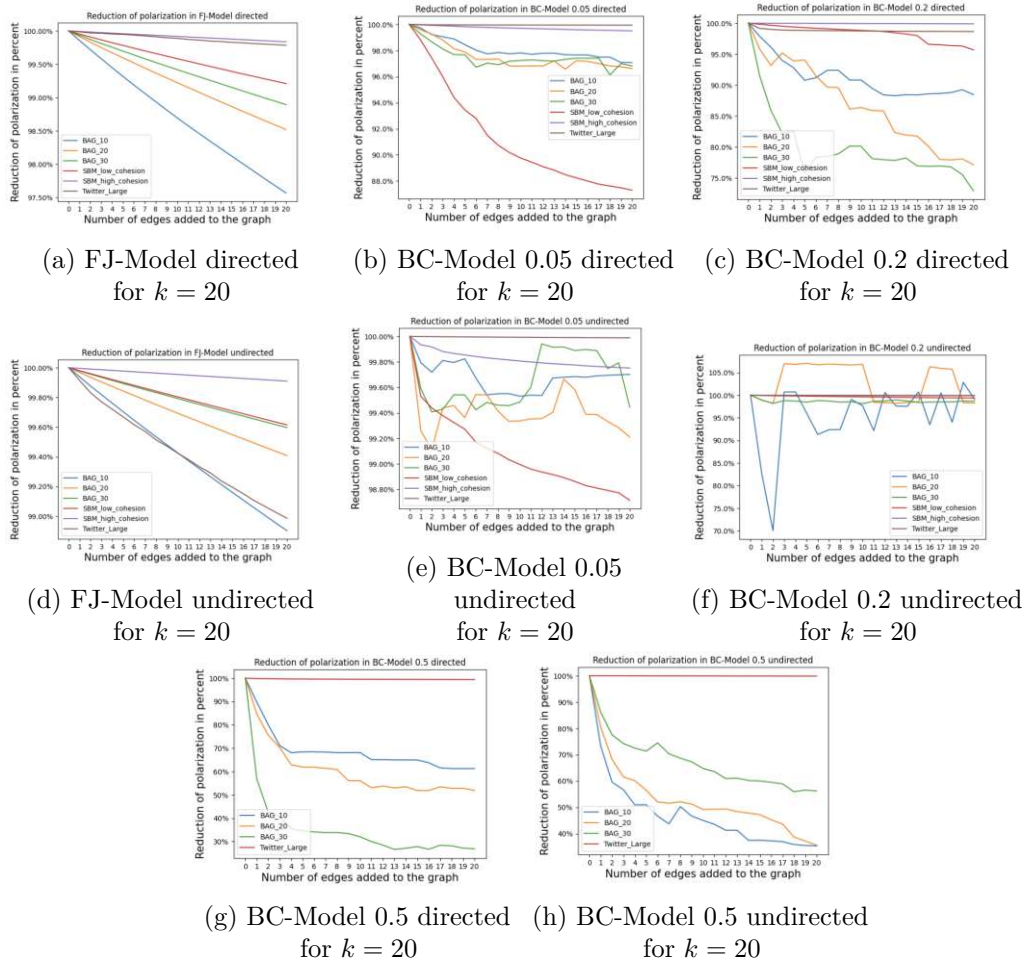 Reduction of polarization in FJ-Model directed
Reduction of polarization in percent
100.00%
99.50%
99.00%
98.50%
98.00%
97.50%
BAG_10
BAG_20
BAG_30
SBM_low_cohesion
SBM_high_cohesion
Twitter_Large
0 1 2 3 4 5 6 7 8 9 10 11 12 13 14 15 16 17 18 19 20
Number of edges added to the graph
(a) FJ-Model directed
for k = 20
Reduction of polarization in BC-Model 0.05 directed
Reduction of polarization in percent
100.00%
98.00%
96.00%
94.00%
92.00%
90.00%
88.00%
BAG_10
BAG_20
BAG_30
SBM_low_cohesion
SBM_high_cohesion
Twitter_Large
0 1 2 3 4 5 6 7 8 9 10 11 12 13 14 15 16 17 18 19 20
Number of edges added to the graph
(b) BC-Model 0.05 directed
for k = 20
Reduction of polarization in BC-Model 0.2 directed
Reduction of polarization in percent
100.00%
95.00%
90.00%
85.00%
80.00%
75.00%
BAG_10
BAG_20
BAG_30
SBM_low_cohesion
SBM_high_cohesion
Twitter_Large
0 1 2 3 4 5 6 7 8 9 10 11 12 13 14 15 16 17 18 19 20
Number of edges added to the graph
(c) BC-Model 0.2 directed
for k = 20
Reduction of polarization in FJ-Model undirected
Reduction of polarization in percent
100.00%
99.80%
99.60%
99.40%
99.20%
99.00%
BAG_10
BAG_20
BAG_30
SBM_low_cohesion
SBM_high_cohesion
Twitter_Large
0 1 2 3 4 5 6 7 8 9 10 11 12 13 14 15 16 17 18 19 20
Number of edges added to the graph
(d) FJ-Model undirected
for k = 20
Reduction of polarization in BC-Model 0.05 undirected
Reduction of polarization in percent
100.00%
99.80%
99.60%
99.40%
99.20%
99.00%
98.80%
BAG_10
BAG_20
BAG_30
SBM_low_cohesion
SBM_high_cohesion
Twitter_Large
0 1 2 3 4 5 6 7 8 9 10 11 12 13 14 15 16 17 18 19 20
Number of edges added to the graph
(e) BC-Model 0.05
undirected
for k = 20
Reduction of polarization in BC-Model 0.2 undirected
Reduction of polarization in percent
105.0%
100.0%
95.0%
90.0%
85.0%
80.0%
75.0%
70.0%
BAG_10
BAG_20
BAG_30
SBM_low_cohesion
SBM_high_cohesion
Twitter_Large
0 1 2 3 4 5 6 7 8 9 10 11 12 13 14 15 16 17 18 19 20
Number of edges added to the graph
(f) BC-Model 0.2 undirected
for k = 20
Reduction of polarization in BC-Model 0.5 directed
Reduction of polarization in percent
100%
90%
80%
70%
60%
50%
40%
30%
BAG_10
BAG_20
BAG_30
Twitter_Large
0 1 2 3 4 5 6 7 8 9 10 11 12 13 14 15 16 17 18 19 20
Number of edges added to the graph
(g) BC-Model 0.5 directed
for k = 20
Reduction of polarization in BC-Model 0.5 undirected
Reduction of polarization in percent
100%
90%
80%
70%
60%
50%
40%
BAG_10
BAG_20
BAG_30
Twitter_Large
0 1 2 3 4 5 6 7 8 9 10 11 12 13 14 15 16 17 18 19 20
Number of edges added to the graph
(h) BC-Model 0.5 undirected
for k = 20